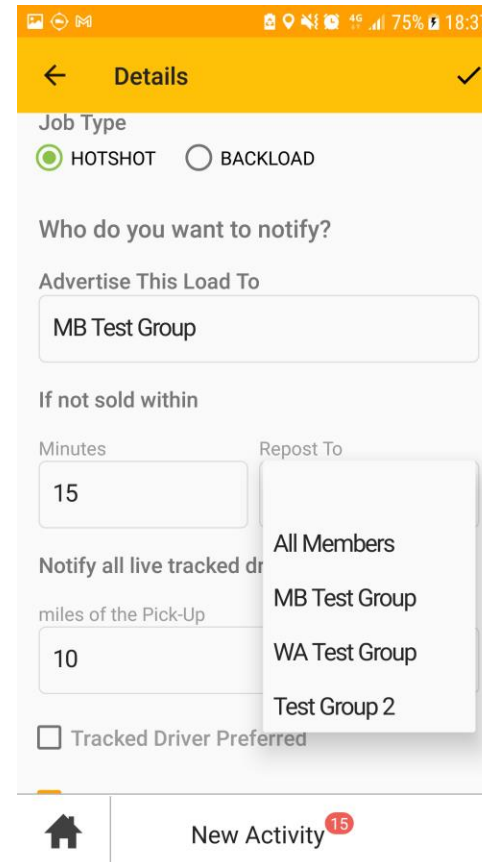 4G 75% 18:37
Details
Job Type
HOTSHOT BACKLOAD
Who do you want to notify?
Advertise This Load To
MB Test Group
If not sold within
Minutes Repost To
15
All Members
Notify all live tracked
MB Test Group
miles of the Pick-Up
10
WA Test Group
Test Group 2
Tracked Driver Preferred
New Activity 15